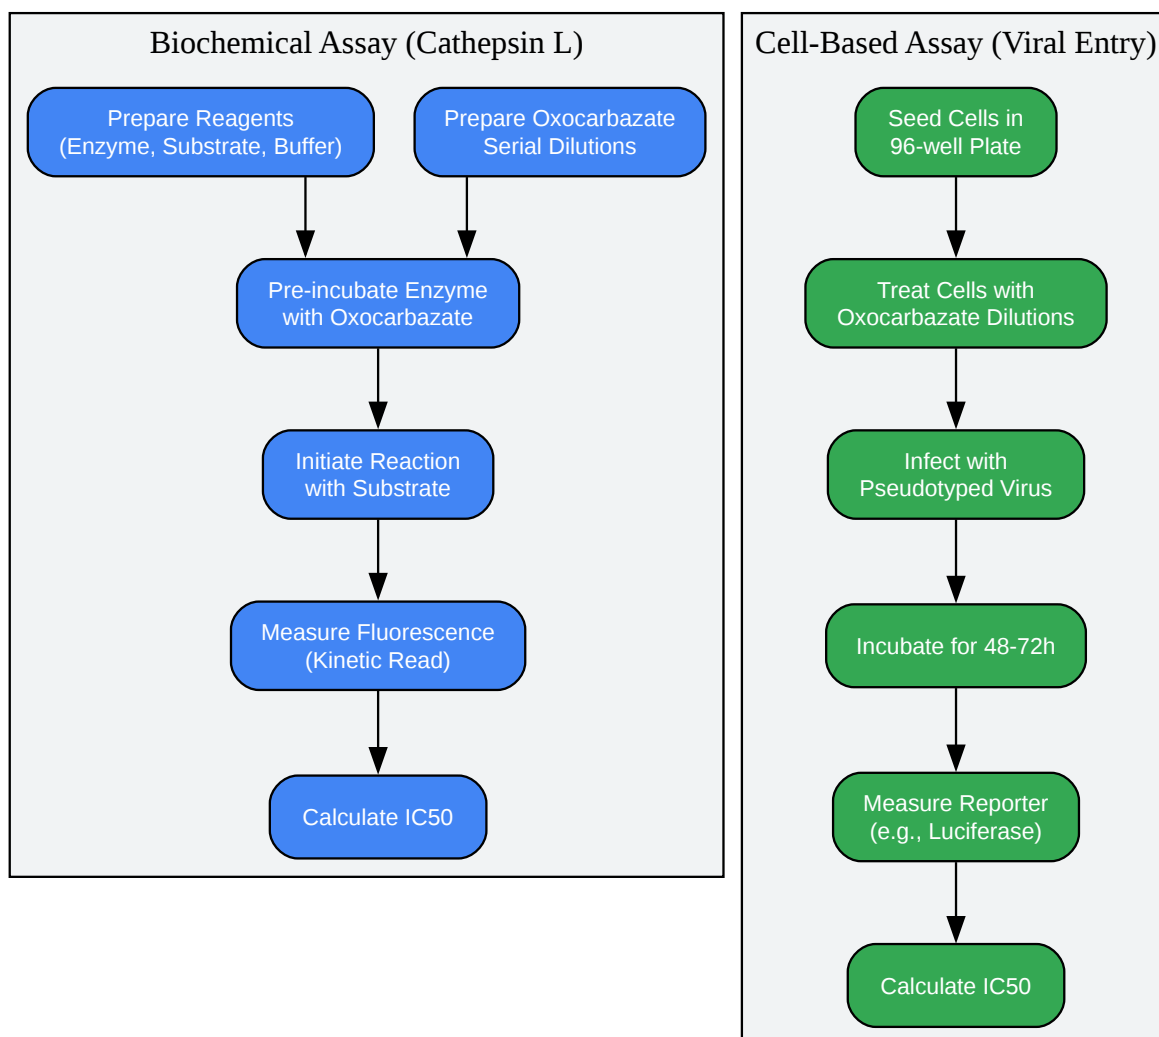 Biochemical Assay (Cathepsin L)
Prepare Reagents
(Enzyme, Substrate, Buffer)
Prepare Oxocarbazate
Serial Dilutions
Pre-incubate Enzyme
with Oxocarbazate
Initiate Reaction
with Substrate
Measure Fluorescence
(Kinetic Read)
Calculate IC50
Cell-Based Assay (Viral Entry)
Seed Cells in
96-well Plate
Treat Cells with
Oxocarbazate Dilutions
Infect with
Pseudotyped Virus
Incubate for 48-72h
Measure Reporter
(e.g., Luciferase)
Calculate IC50